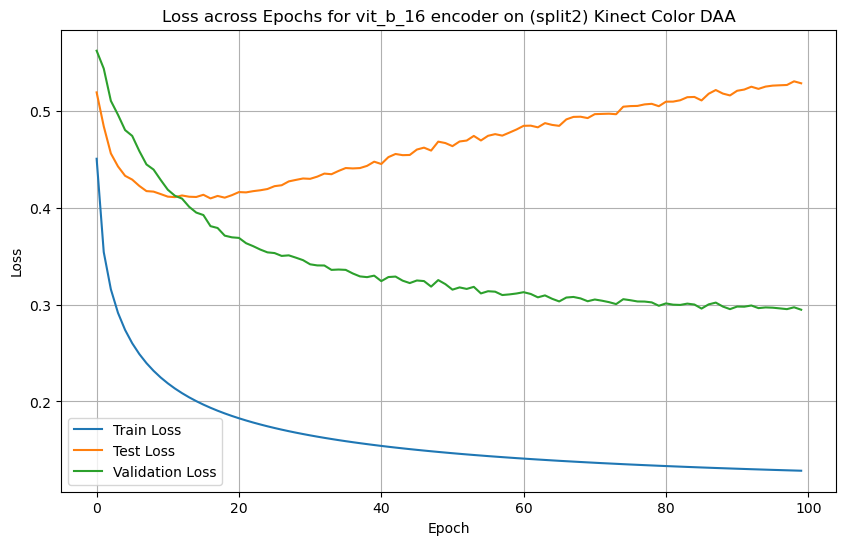 Loss across Epochs for vit_b_16 encoder on (split2) Kinect Color DAA
Loss
0.5
0.4
0.3
0.2
Train Loss
Test Loss
Validation Loss
0 20 40 60 80 100
Epoch